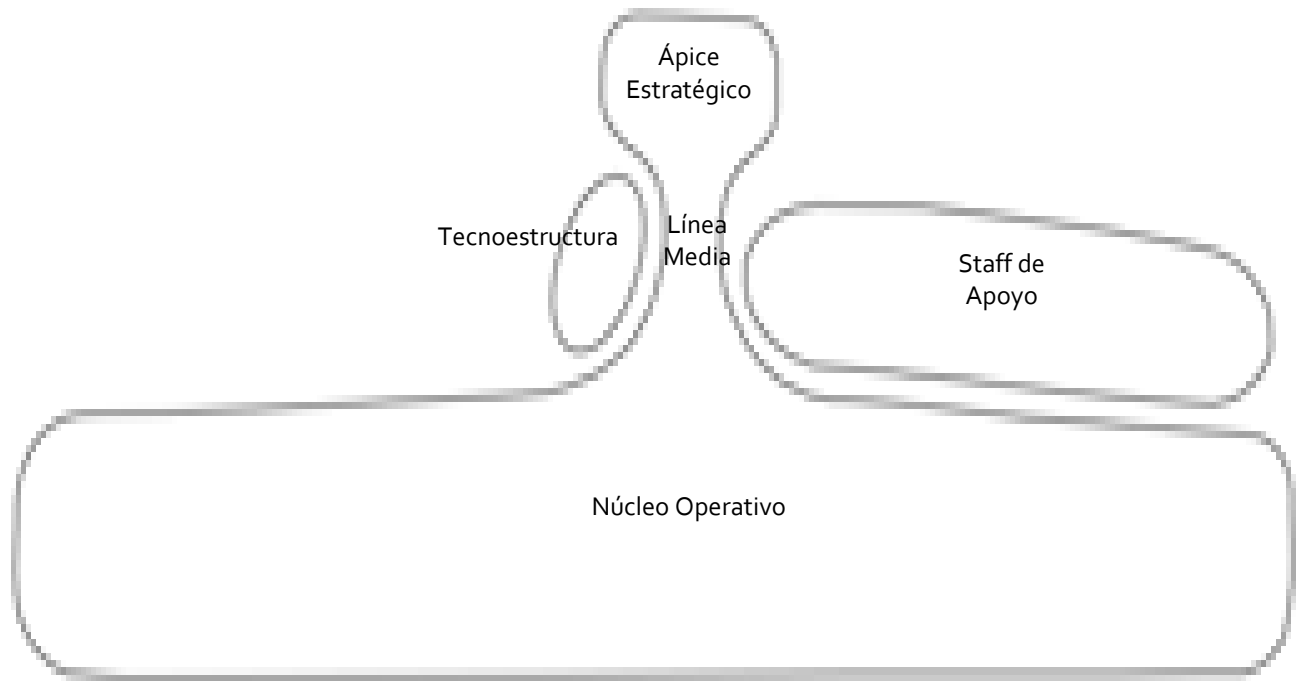 Ápice
Estratégico
Tecnoestructura
Línea
Media
Staff de
Apoyo
Núcleo Operativo